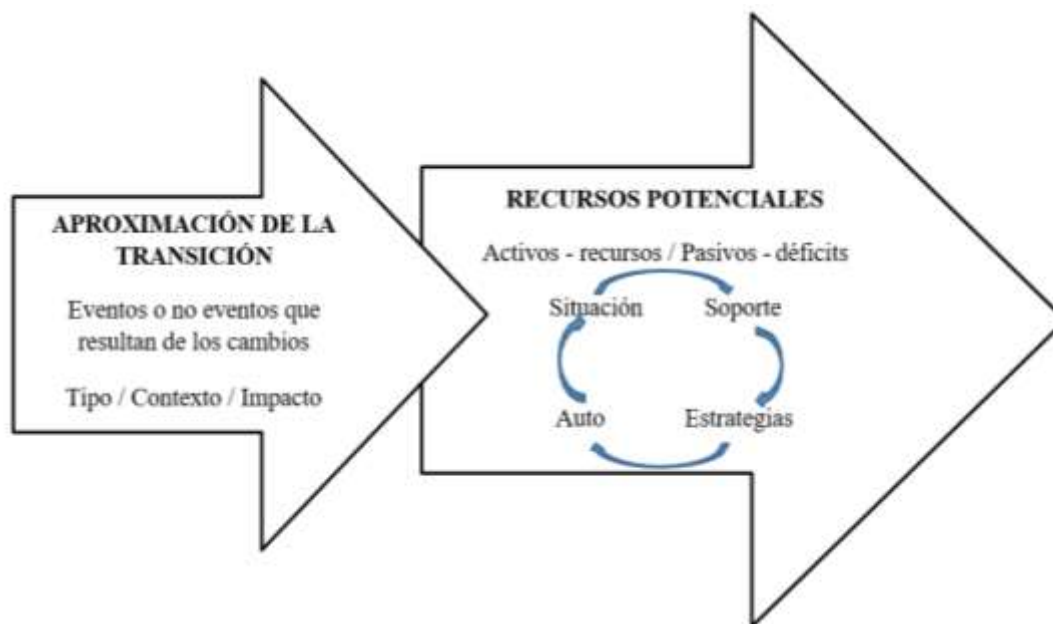 APROXIMACIÓN DE LA
TRANSICIÓN
Eventos o no eventos que
resultan de los cambios
Tipo / Contexto / Impacto
RECURSOS POTENCIALES
Activos - recursos / Pasivos - déficits
Situación Soporte
Auto Estrategias